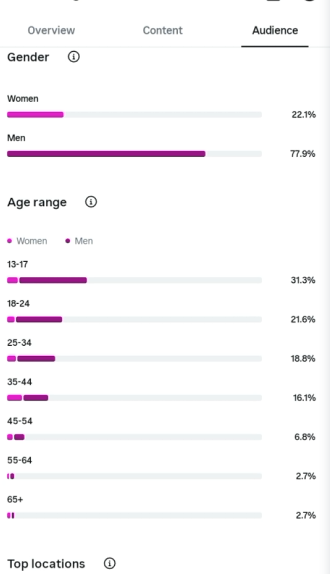 Overview Content Audience
Gender
Women
22.1%
Men
77.9%
Age range
Women Men
13-17
31.3%
18-24
21.6%
25-34
18.8%
35-44
16.1%
45-54
6.8%
55-64
2.7%
65+
2.7%
Top locations